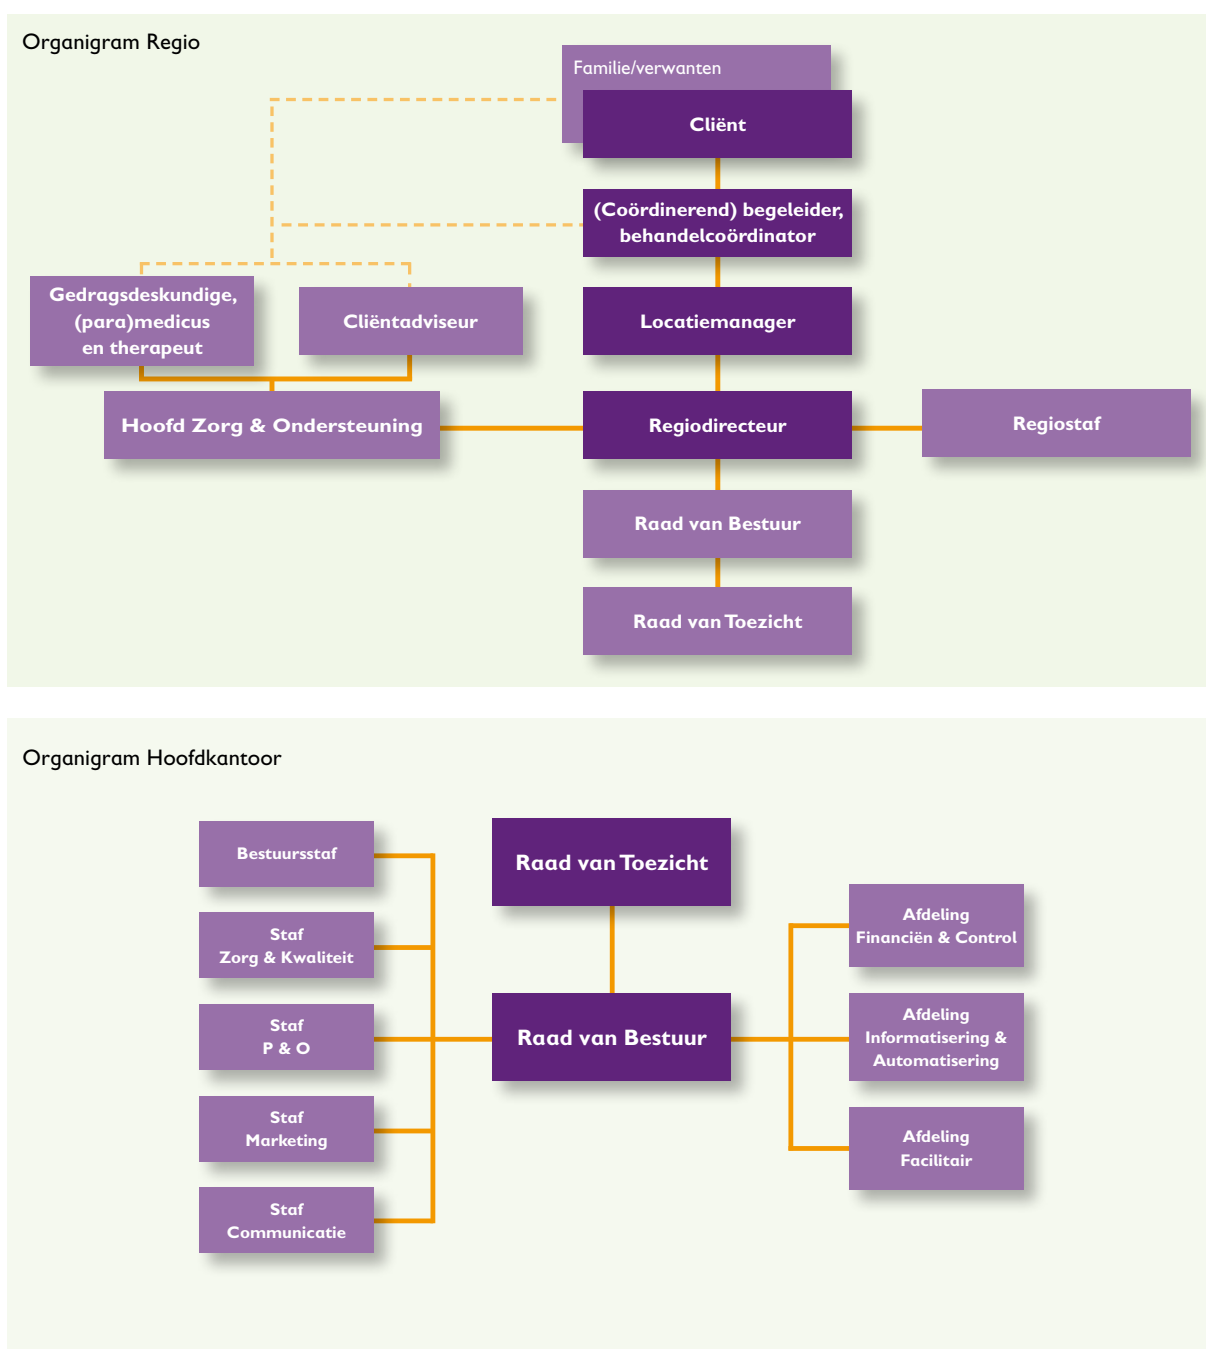 Organigram Regio
Familie/verwanten
Cliënt
(Coördinerend) begeleider,
behandelcoördinator
Gedragsdeskundige,
(para)medicus
en therapeut
Cliëntadviseur
Locatiemanager
Hoofd Zorg & Ondersteuning
Regiodirecteur
Regiostaf
Raad van Bestuur
Raad van Toezicht
Organigram Hoofdkantoor
Bestuursstaf
Staf
Zorg & Kwaliteit
Staf
P & O
Staf
Marketing
Staf
Communicatie
Raad van Toezicht
Raad van Bestuur
Afdeling
Financiën & Control
Afdeling
Informatisering &
Automatisering
Afdeling
Facilitair